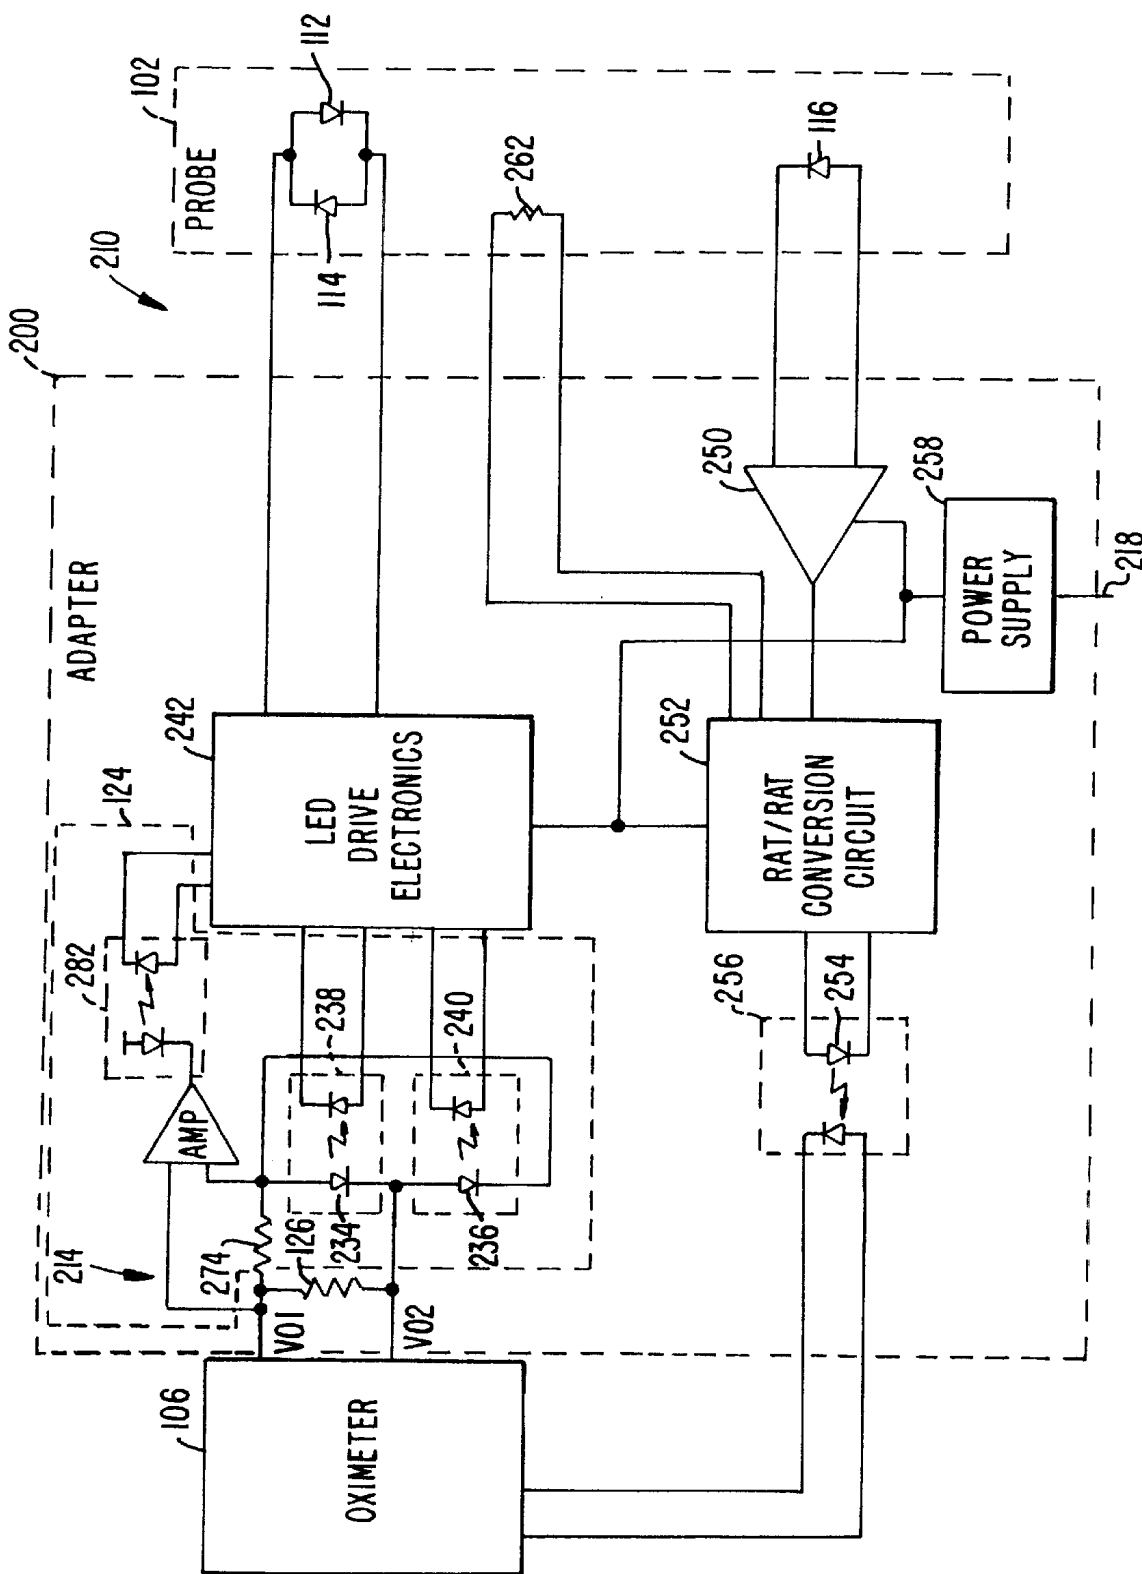 200
210
102
112
PROBE
114
262
116
ADAPTER
242
LED
DRIVE
ELECTRONICS
124
282
AMP
238
240
234
236
214
274
126
V01
V02
106
OXIMETER
250
258
POWER
SUPPLY
218
252
RAT/RAT
CONVERSION
CIRCUIT
256
254